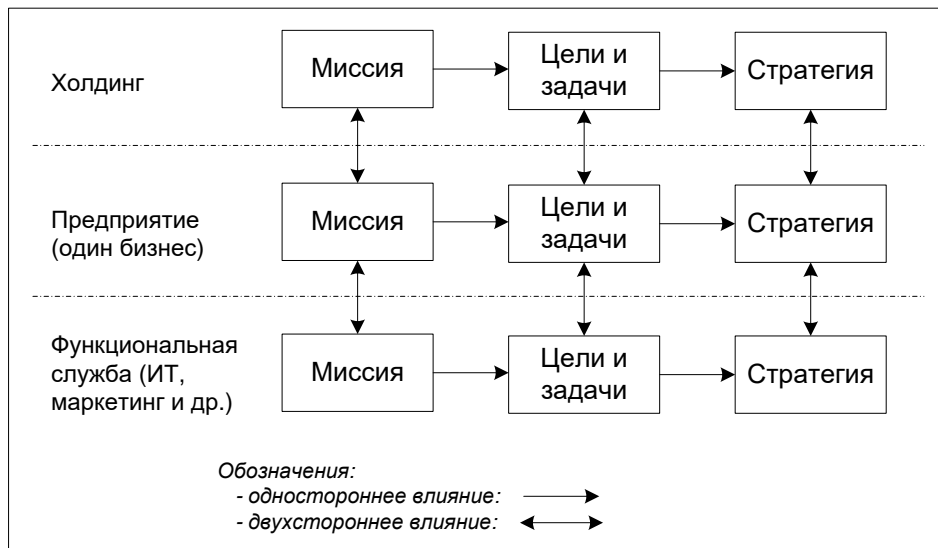 Холдинг
Миссия
Цели и
задачи
Стратегия
Предприятие
(один бизнес)
Миссия
Цели и
задачи
Стратегия
Функциональная
служба (ИТ,
маркетинг и др.)
Миссия
Цели и
задачи
Стратегия
Обозначения:
- одностороннее влияние:
- двухстороннее влияние: